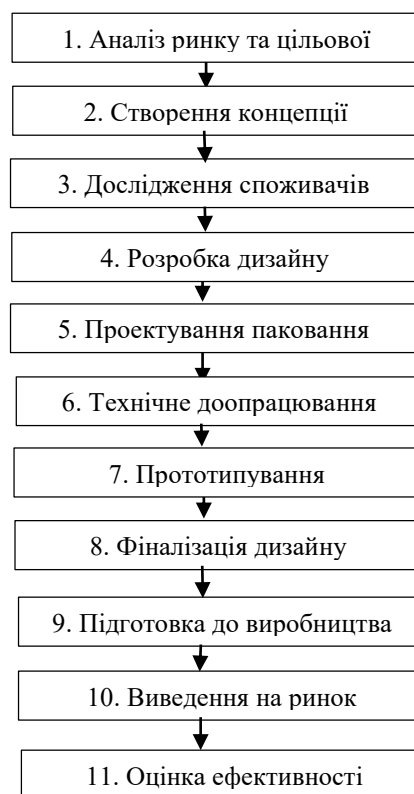 1. Аналіз ринку та цільової
2. Створення концепції
3. Дослідження споживачів
4. Розробка дизайну
5. Проектування паковання
6. Технічне доопрацювання
7. Прототипування
8. Фіналізація дизайну
9. Підготовка до виробництва
10. Виведення на ринок
11. Оцінка ефективності